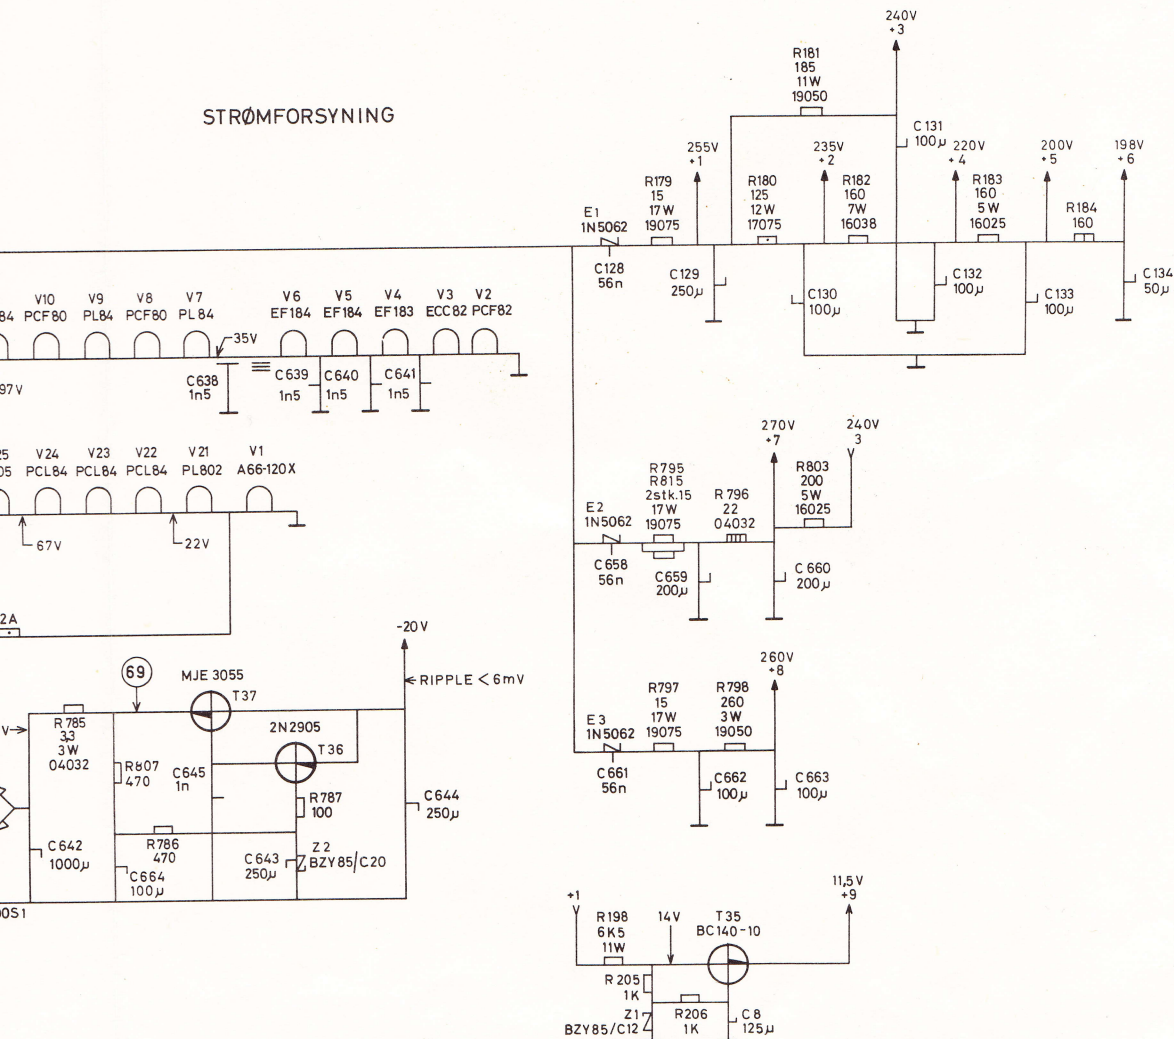 STRØMFORSYNING
240V
+3
R181
185
11W
19050
C131
100µ
255V
+1
235V
+2
220V
+4
200V
+5
198V
+6
R179
15
17W
19075
R180
125
12W
17075
R182
160
7W
16038
R183
160
5W
16025
R184
160
E1
1N5062
C128
56n
C129
250µ
C130
100µ
C132
100µ
C133
100µ
C134
50µ
84
V10
PCF80
V9
PL84
V8
PCF80
V7
PL84
35V
V6
EF184
V5
EF184
V4
EF183
V3
ECC82
V2
PCF82
97V
C638
1n5
C639
1n5
C640
1n5
C641
1n5
25
05
V24
PCL84
V23
PCL84
V22
PCL84
V21
PL802
V1
A66-120X
67V
22V
2A
270V
+7
240V
3
R795
R815
2stk.15
17W
19075
R796
22
04032
R803
200
5W
16025
E2
1N5062
C658
56n
C659
200µ
C660
200µ
260V
+8
R797
15
17W
19075
R798
260
3W
19050
E3
1N5062
C661
56n
C662
100µ
C663
100µ
-20V
RIPPLE < 6mV
69
MJE 3055
T37
2N2905
T36
V
R785
3,3
3W
04032
R807
470
C645
1n
R787
100
C644
250µ
R786
470
C642
1000µ
C664
100µ
C643
250µ
Z2
BZY85/C20
00S1
+1
V
R198
6K5
11W
14V
T35
BC140-10
11,5V
+9
R205
1K
R206
1K
Z1
BZY85/C12
C8
125µ